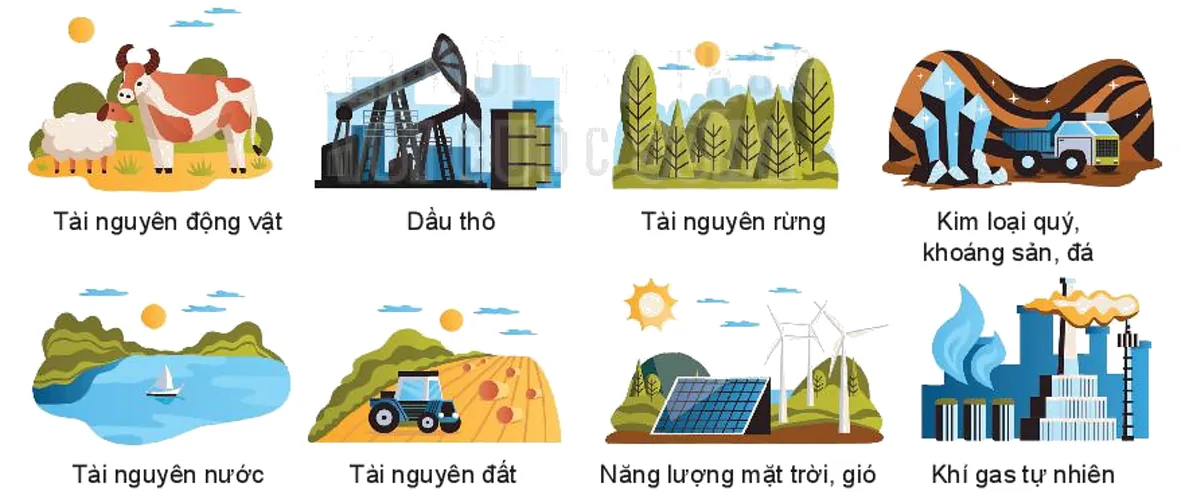 Tài nguyên động vật
Dầu thô
Tài nguyên rừng
Kim loại quý,
khoáng sản, đá
Tài nguyên nước
Tài nguyên đất
Năng lượng mặt trời, gió
Khí gas tự nhiên